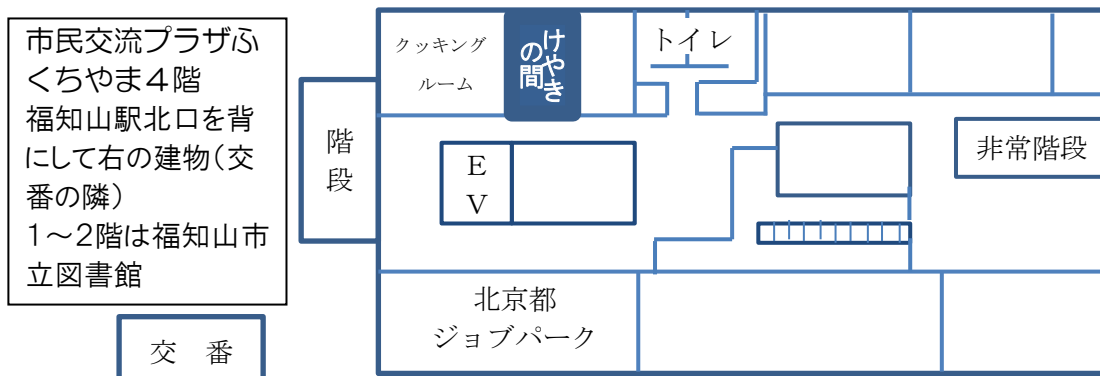 市民交流プラザふ
くちやま４階
福知山駅北口を背
にして右の建物（交
番の隣）
１～２階は福知山市
立図書館
交　番
階
段
クッキング
ルーム
けやき
の間
トイレ
E
V
非常階段
北京都
ジョブパーク